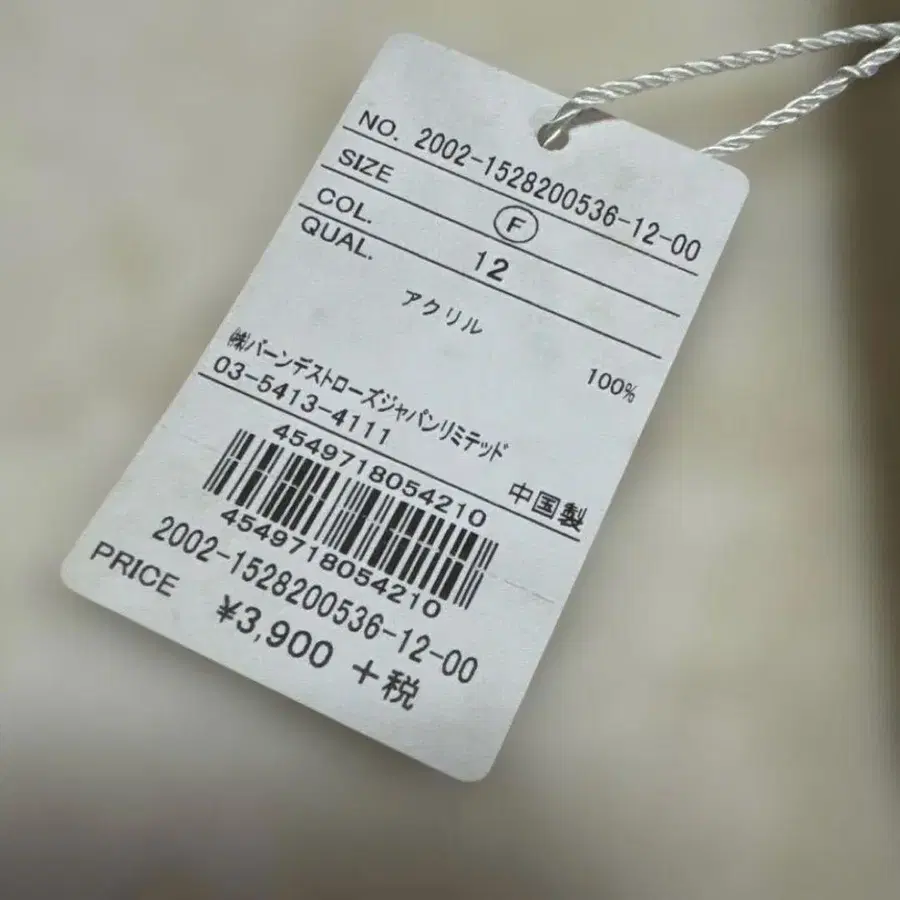 NO. 2002-1528200536-12-00
SIZE Ⓕ
COL. 12
QUAL.
アクリル 100%
㈱バーンデストローズジャパンリミテッド
03-5413-4111 中国製
4549718054210
4549718054210
2002-1528200536-12-00
PRICE ¥3,900 +税